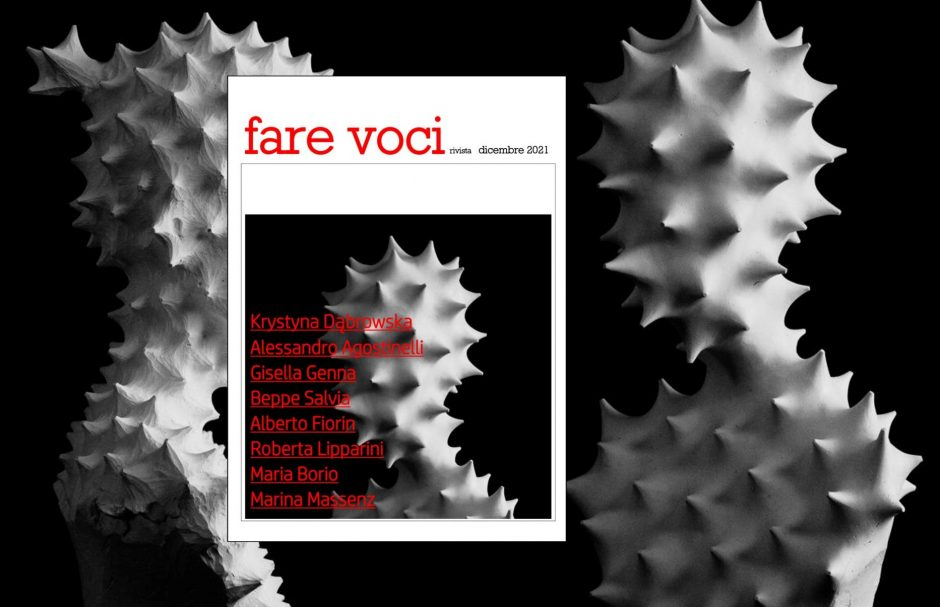 fare voci rivista dicembre 2021
Krystyna Dąbrowska
Alessandro Agostinelli
Gisella Genna
Beppe Salvia
Alberto Fiorin
Roberta Lipparini
Maria Borio
Marina Massenz